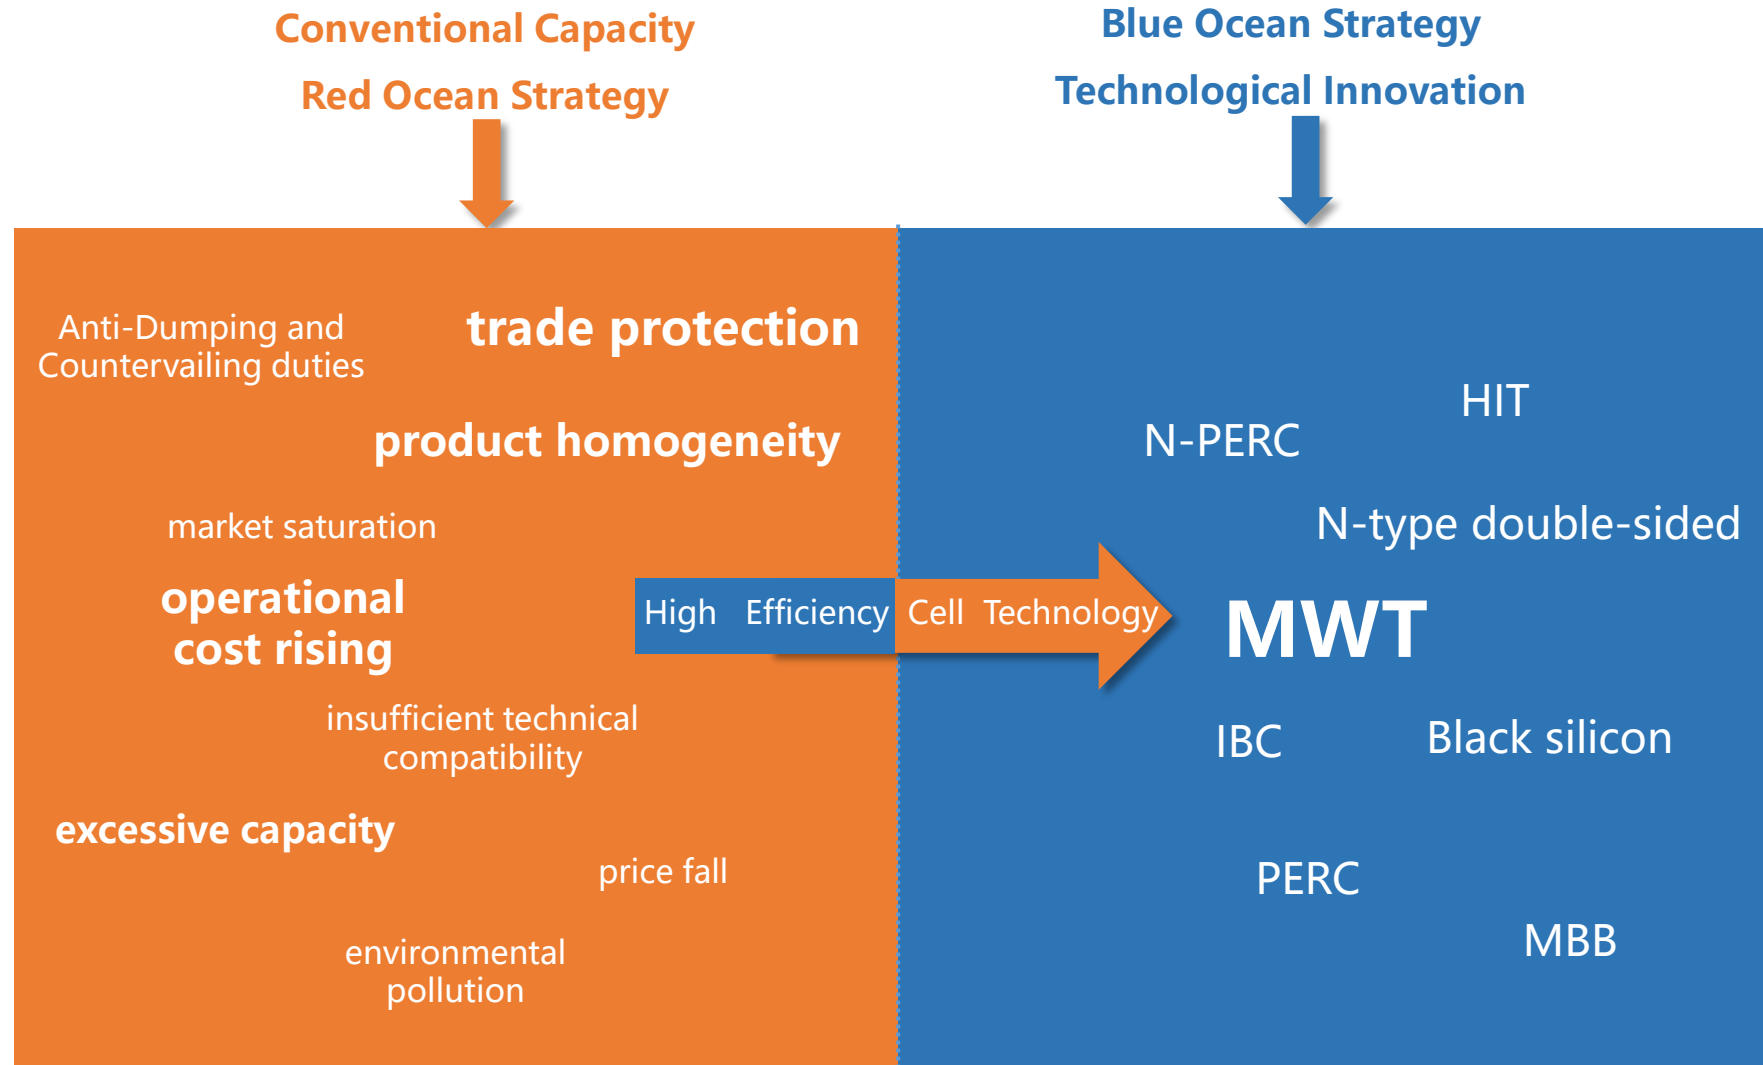 Conventional Capacity
Red Ocean Strategy
Blue Ocean Strategy
Technological Innovation
Anti-Dumping and
Countervailing duties
trade protection
product homogeneity
market saturation
operational
cost rising
insufficient technical
compatibility
excessive capacity
price fall
environmental
pollution
High Efficiency Cell Technology
HIT
N-PERC
N-type double-sided
MWT
IBC
Black silicon
PERC
MBB